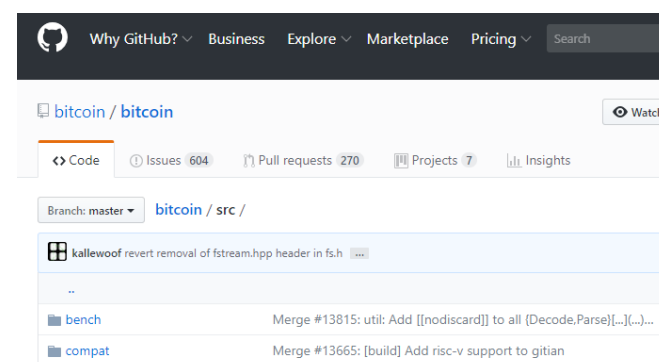 Why GitHub? Business Explore Marketplace Pricing Search
bitcoin / bitcoin
Watch
<> Code Issues 604 Pull requests 270 Projects 7 Insights
Branch: master bitcoin / src /
kallewoof revert removal of fstream.hpp header in fs.h ...
..
bench Merge #13815: util: Add [[nodiscard]] to all {Decode,Parse}[...](...)...
compat Merge #13665: [build] Add risc-v support to gitian